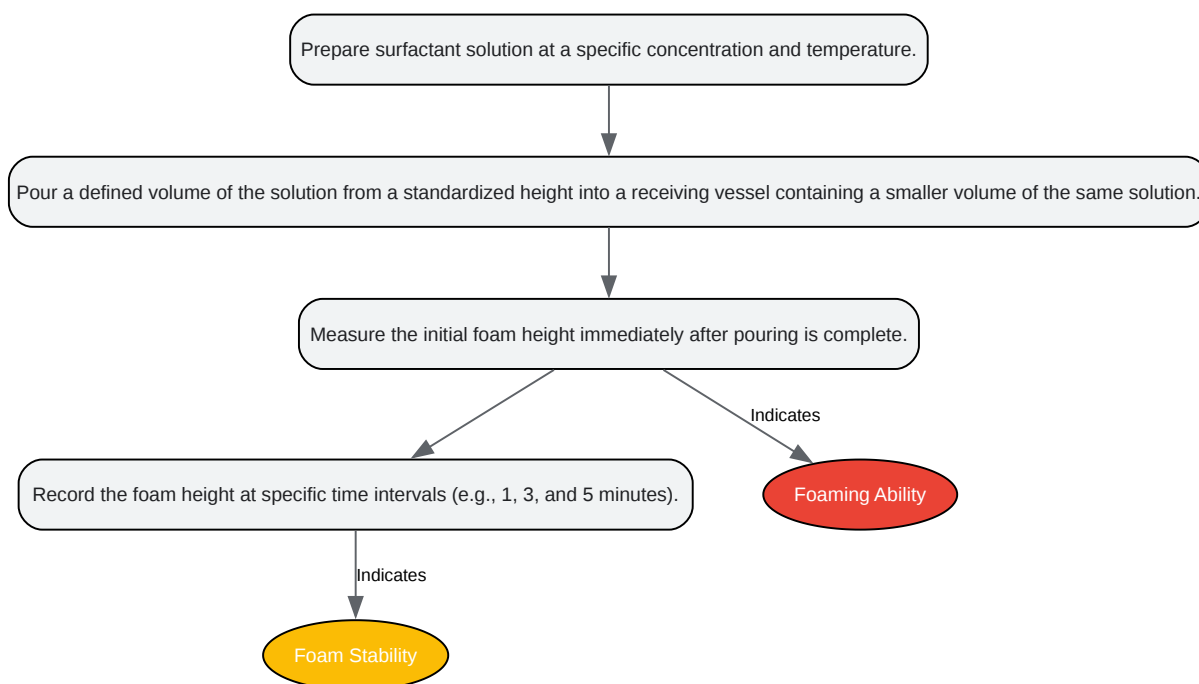 Prepare surfactant solution at a specific concentration and temperature.
Pour a defined volume of the solution from a standardized height into a receiving vessel containing a smaller volume of the same solution.
Measure the initial foam height immediately after pouring is complete.
Indicates
Record the foam height at specific time intervals (e.g., 1, 3, and 5 minutes).
Foaming Ability
Indicates
Foam Stability